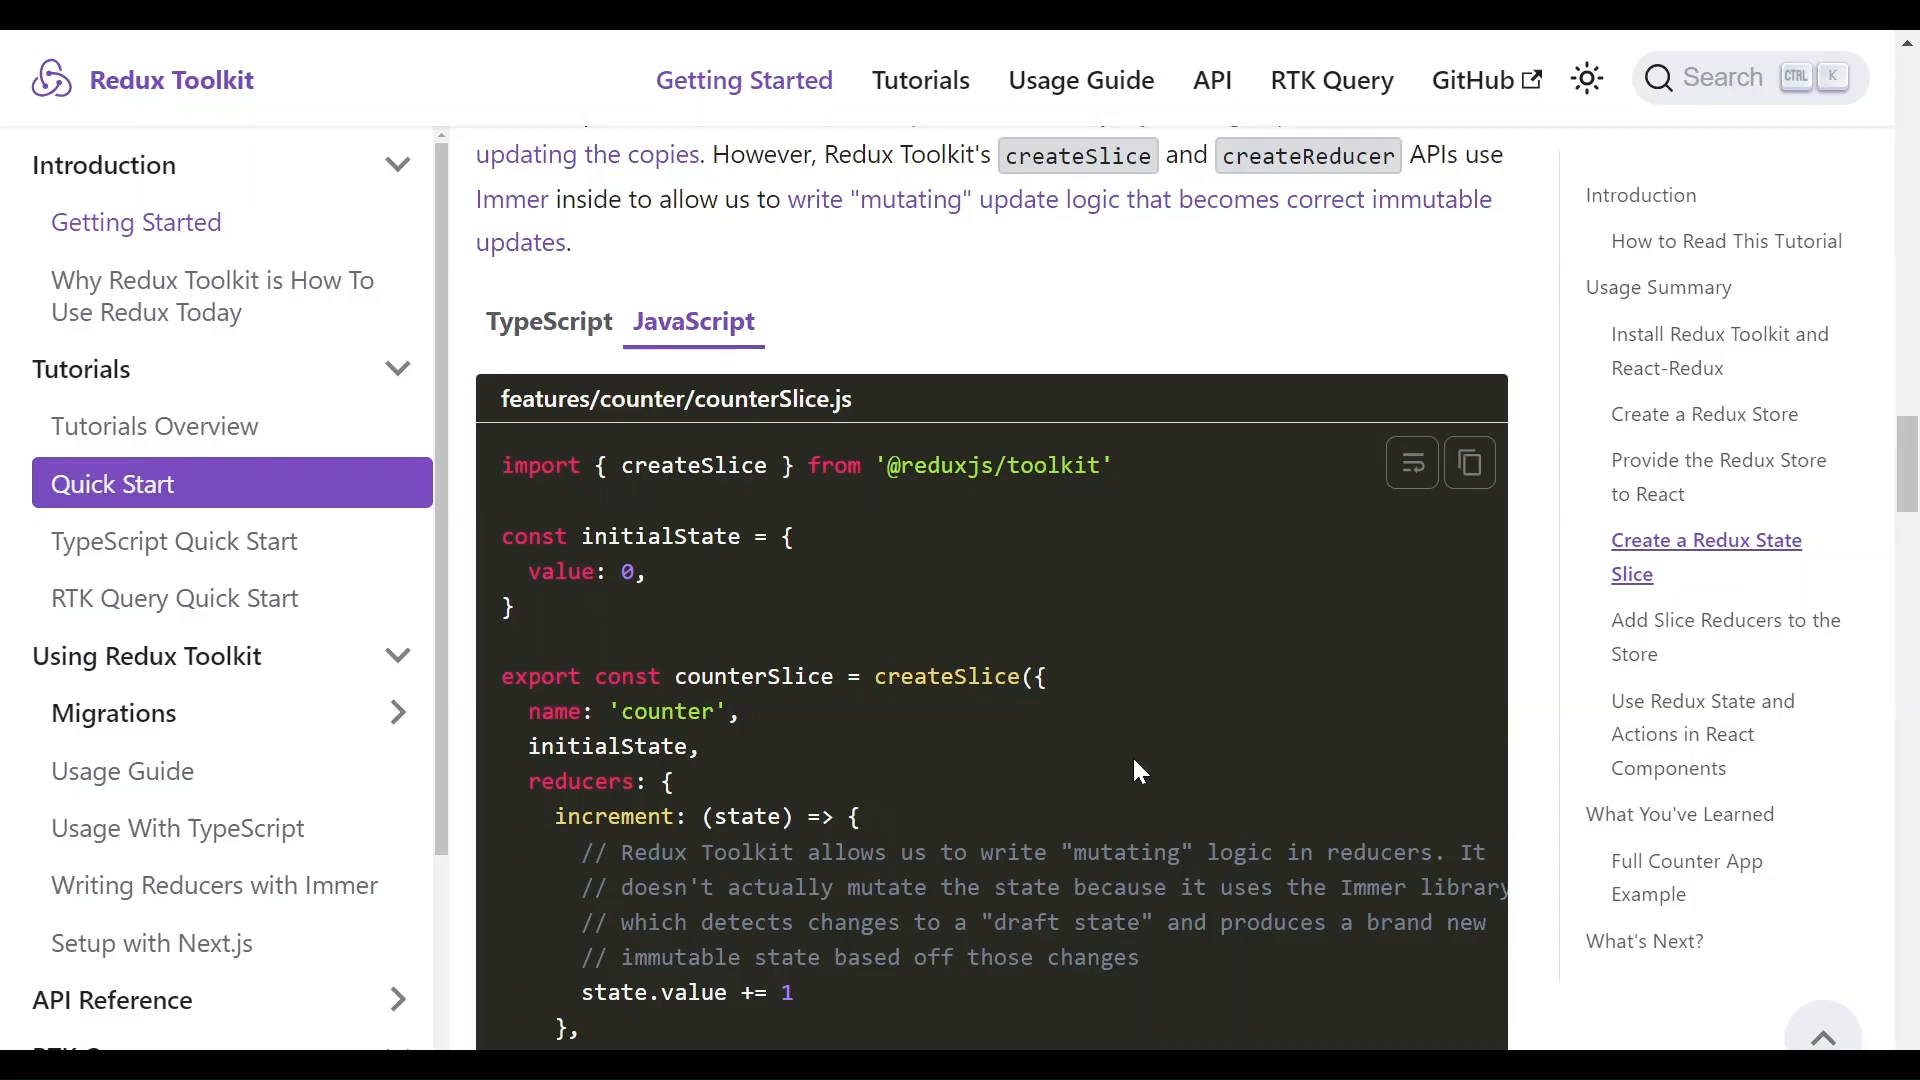 Redux Toolkit
Getting Started
Tutorials
Usage Guide
API
RTK Query
GitHub
Search
CTRL
K
Introduction
Getting Started
Why Redux Toolkit is How To
Use Redux Today
Tutorials
Tutorials Overview
Quick Start
TypeScript Quick Start
RTK Query Quick Start
Using Redux Toolkit
Migrations
Usage Guide
Usage With TypeScript
Writing Reducers with Immer
Setup with Next.js
API Reference
updating the copies. However, Redux Toolkit's createSlice and createReducer APIs use
Immer inside to allow us to write "mutating" update logic that becomes correct immutable
updates.
TypeScript
JavaScript
features/counter/counterSlice.js
import { createSlice } from '@reduxjs/toolkit'
const initialState = {
value: 0,
}
export const counterSlice = createSlice({
name: 'counter',
initialState,
reducers: {
increment: (state) => {
// Redux Toolkit allows us to write "mutating" logic in reducers. It
// doesn't actually mutate the state because it uses the Immer library
// which detects changes to a "draft state" and produces a brand new
// immutable state based off those changes
state.value += 1
},
Introduction
How to Read This Tutorial
Usage Summary
Install Redux Toolkit and
React-Redux
Create a Redux Store
Provide the Redux Store
to React
Create a Redux State
Slice
Add Slice Reducers to the
Store
Use Redux State and
Actions in React
Components
What You've Learned
Full Counter App
Example
What's Next?